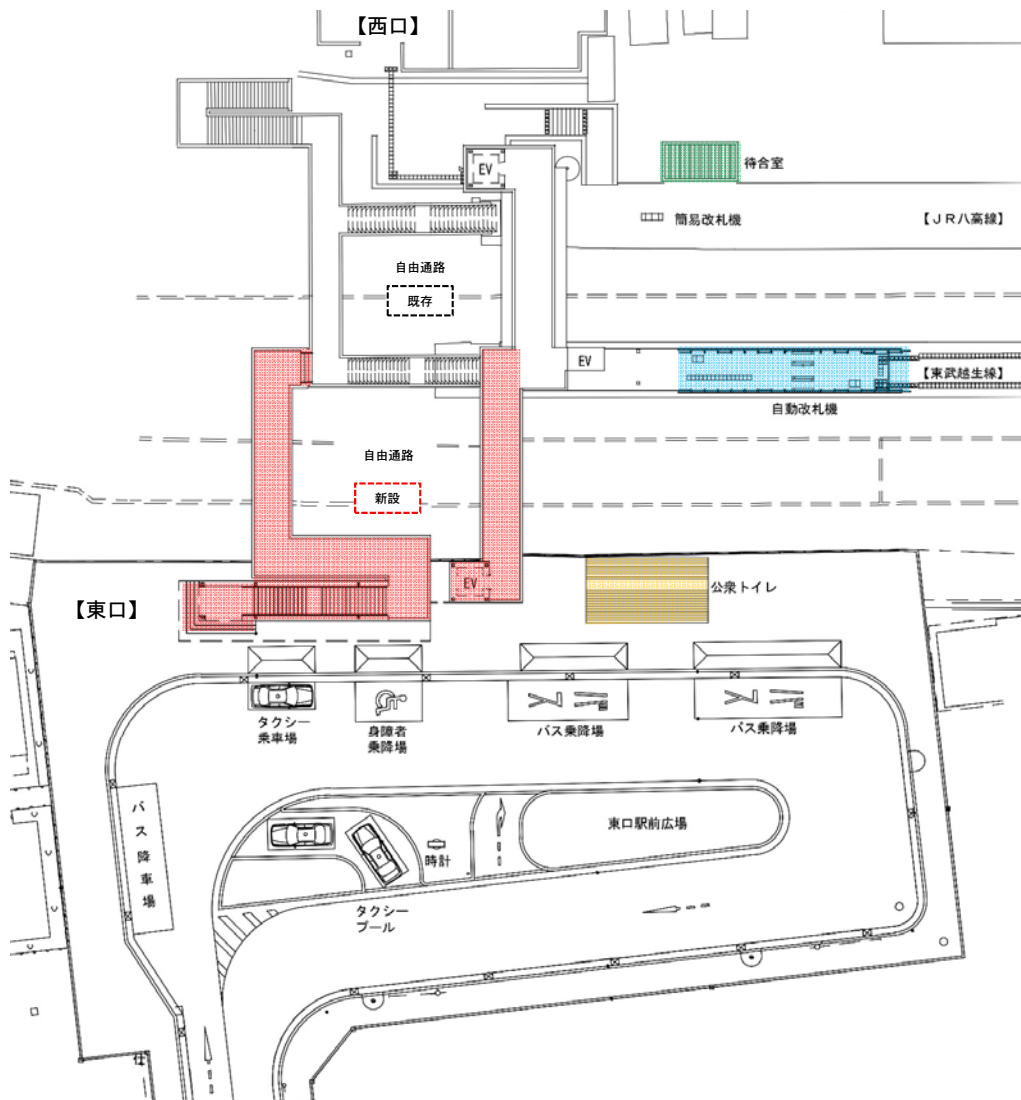 【西口】
EV
待合室
簡易改札機
【ＪＲ八高線】
自由通路
既存
EV
【東武越生線】
自動改札機
自由通路
新設
EV
公衆トイレ
【東口】
タクシー
乗車場
身障者
乗降場
バス
バス乗降場
バス
バス乗降場
バス降車場
東口駅前広場
時計
タクシー
プール